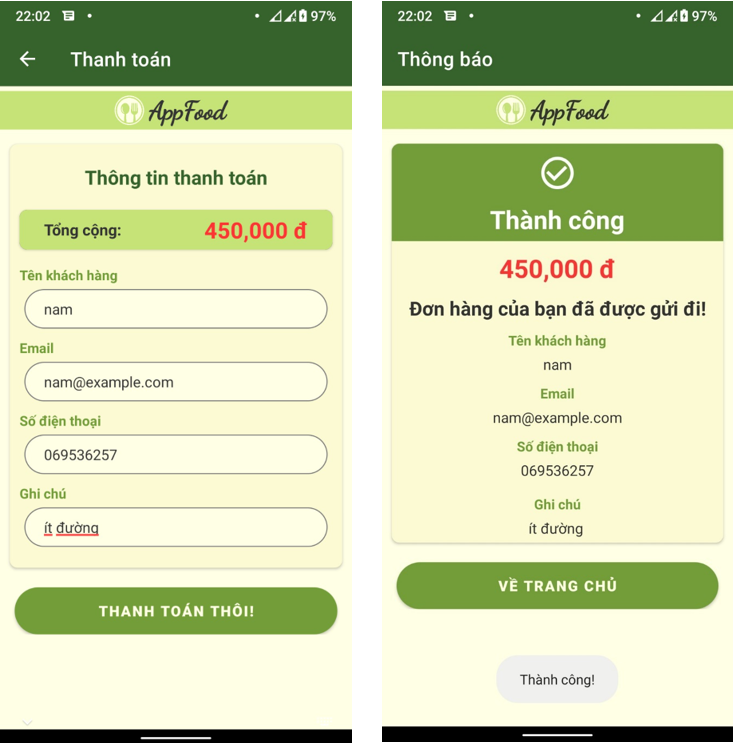 22:02
97%
Thanh toán
AppFood
Thông tin thanh toán
Tổng cộng: 450,000 đ
Tên khách hàng
nam
Email
nam@example.com
Số điện thoại
069536257
Ghi chú
ít đường
THANH TOÁN THÔI!
22:02
97%
Thông báo
AppFood
Thành công
450,000 đ
Đơn hàng của bạn đã được gửi đi!
Tên khách hàng
nam
Email
nam@example.com
Số điện thoại
069536257
Ghi chú
ít đường
VỀ TRANG CHỦ
Thành công!